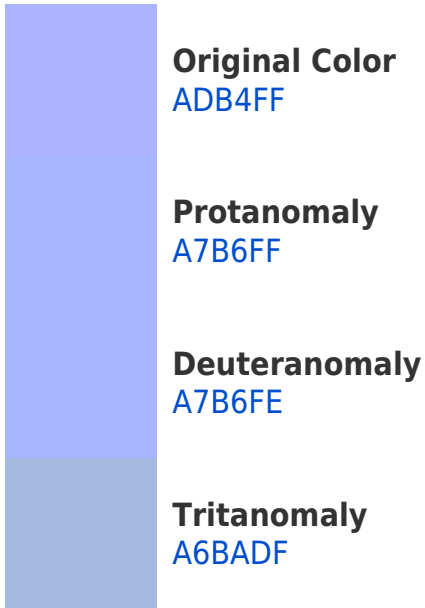 Original Color
ADB4FF
Protanomaly
A7B6FF
Deuteranomaly
A7B6FE
Tritanomaly
A6BADF